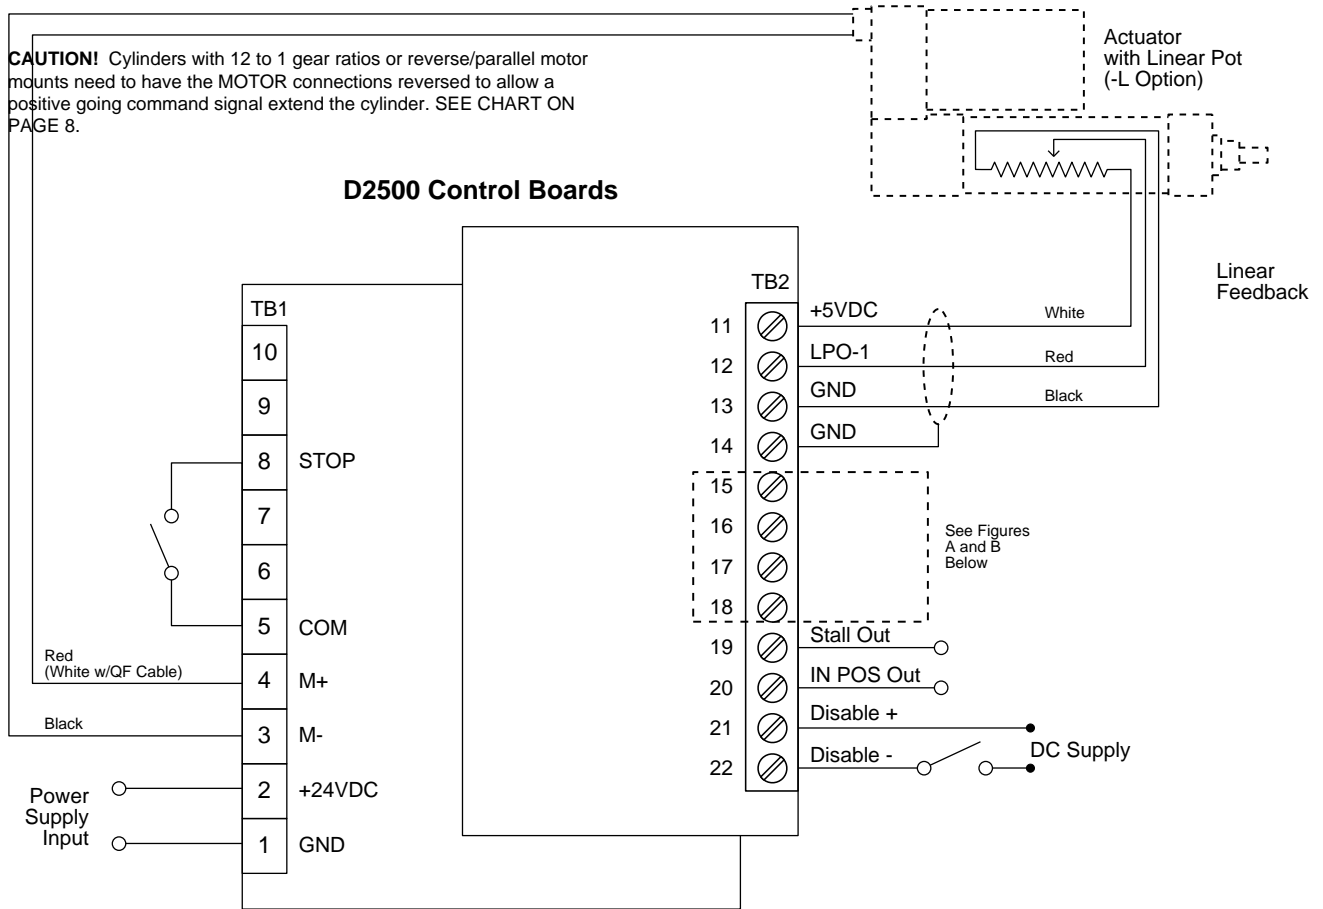 CAUTION! Cylinders with 12 to 1 gear ratios or reverse/parallel motor
mounts need to have the MOTOR connections reversed to allow a
positive going command signal extend the cylinder. SEE CHART ON
PAGE 8.
Actuator
with Linear Pot
(-L Option)
D2500 Control Boards
Linear
Feedback
TB1
10
9
8 STOP
7
6
5 COM
Red
(White w/QF Cable)
4 M+
Black
3 M-
2 +24VDC
Power
Supply
Input
1 GND
TB2
11 +5VDC White
12 LPO-1 Red
13 GND Black
14 GND
15
16
17
18
See Figures
A and B
Below
19 Stall Out
20 IN POS Out
21 Disable +
22 Disable -
DC Supply